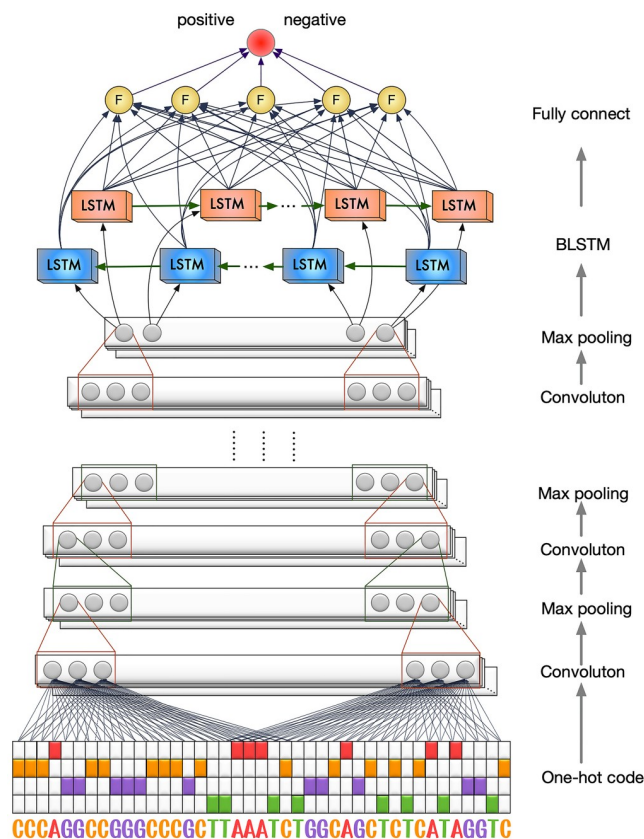 positive negative
F F F F F
Fully connect
LSTM LSTM ... LSTM LSTM
BLSTM
LSTM LSTM ... LSTM LSTM
Max pooling
Convoluton
Max pooling
Convoluton
Max pooling
Convoluton
One-hot code
CCCAGGCCGGGCCCGCTTAAATCTGGCAGCTCTCATAGGTC